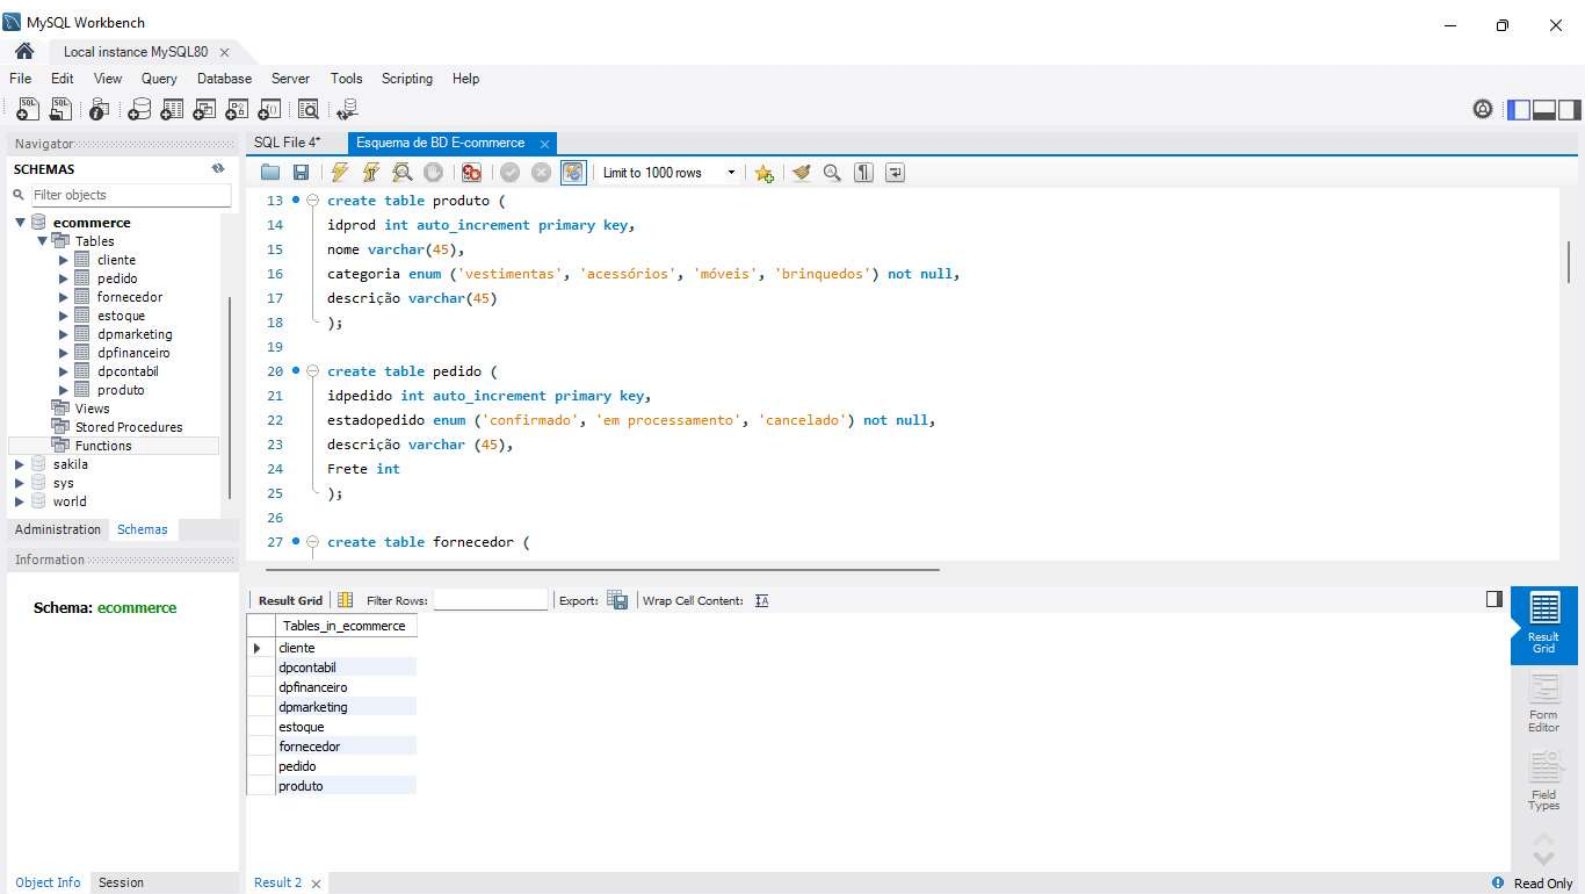 MySQL Workbench
Local instance MySQL80
File Edit View Query Database Server Tools Scripting Help
Navigator
SCHEMAS
Filter objects
ecommerce
Tables
cliente
pedido
fornecedor
estoque
dpmarketing
dpfinanceiro
dpcontabil
produto
Views
Stored Procedures
Functions
sakila
sys
world
Administration Schemas
Information
Schema: ecommerce
Object Info Session
SQL File 4* Esquema de BD E-commerce
Limit to 1000 rows
13 create table produto (
14 idprod int auto_increment primary key,
15 nome varchar(45),
16 categoria enum ('vestimentas', 'acessórios', 'móveis', 'brinquedos') not null,
17 descrição varchar(45)
18 );
19
20 create table pedido (
21 idpedido int auto_increment primary key,
22 estadopedido enum ('confirmado', 'em processamento', 'cancelado') not null,
23 descrição varchar (45),
24 Frete int
25 );
26
27 create table fornecedor (
Result Grid Filter Rows: Export: Wrap Cell Content:
Tables_in_ecommerce
cliente
dpcontabil
dpfinanceiro
dpmarketing
estoque
fornecedor
pedido
produto
Result
Grid
Form
Editor
Field
Types
Result 2
Read Only